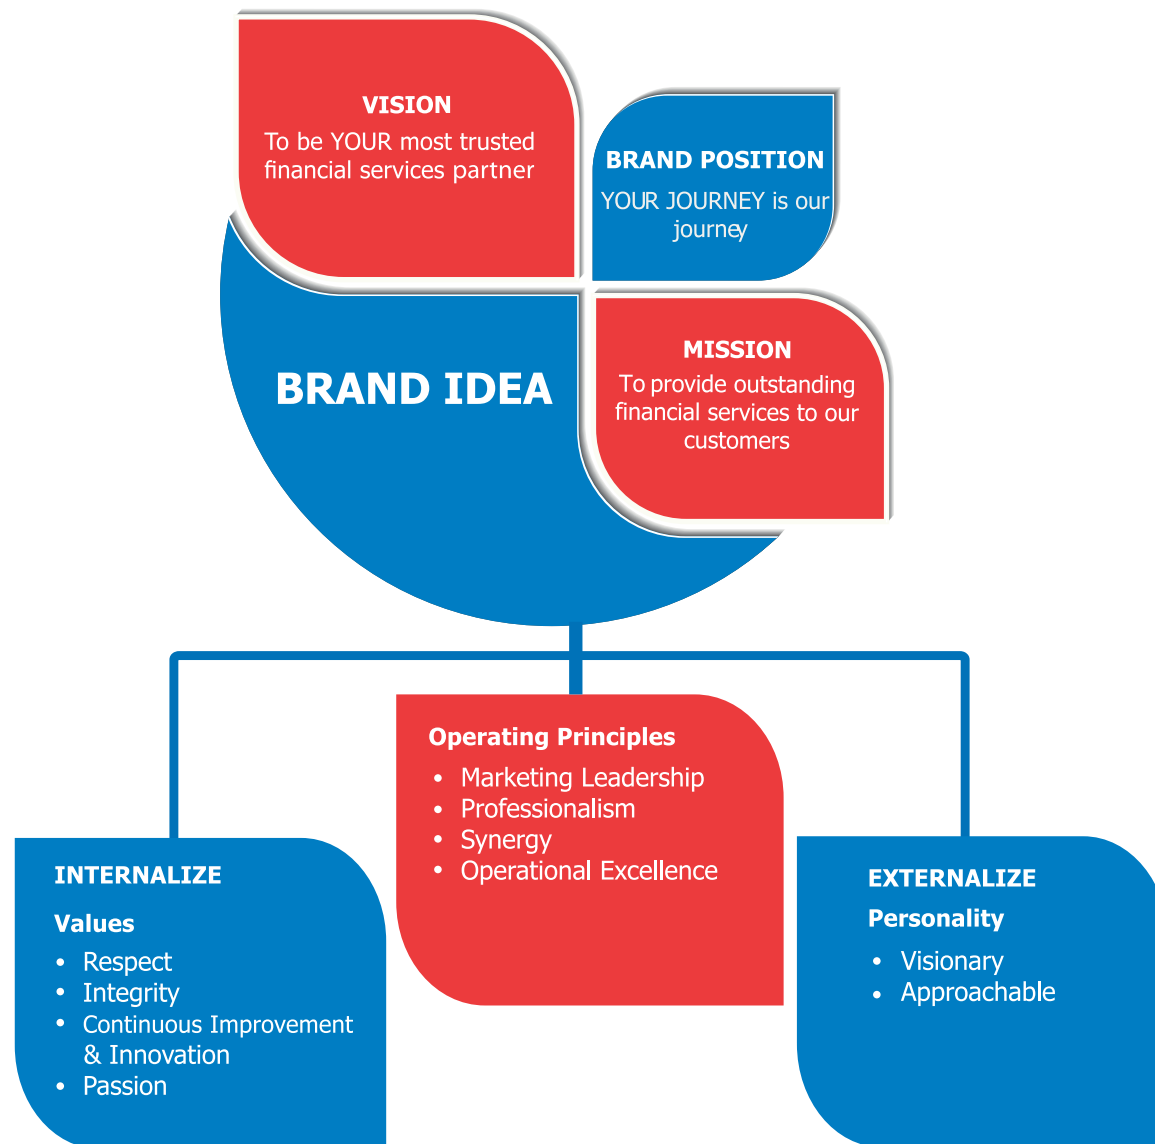 VISION
To be YOUR most trusted
financial services partner
BRAND POSITION
YOUR JOURNEY is our
journey
BRAND IDEA
MISSION
To provide outstanding
financial services to our
customers
Operating Principles
• Marketing Leadership
• Professionalism
• Synergy
• Operational Excellence
INTERNALIZE
Values
• Respect
• Integrity
• Continuous Improvement
& Innovation
• Passion
EXTERNALIZE
Personality
• Visionary
• Approachable